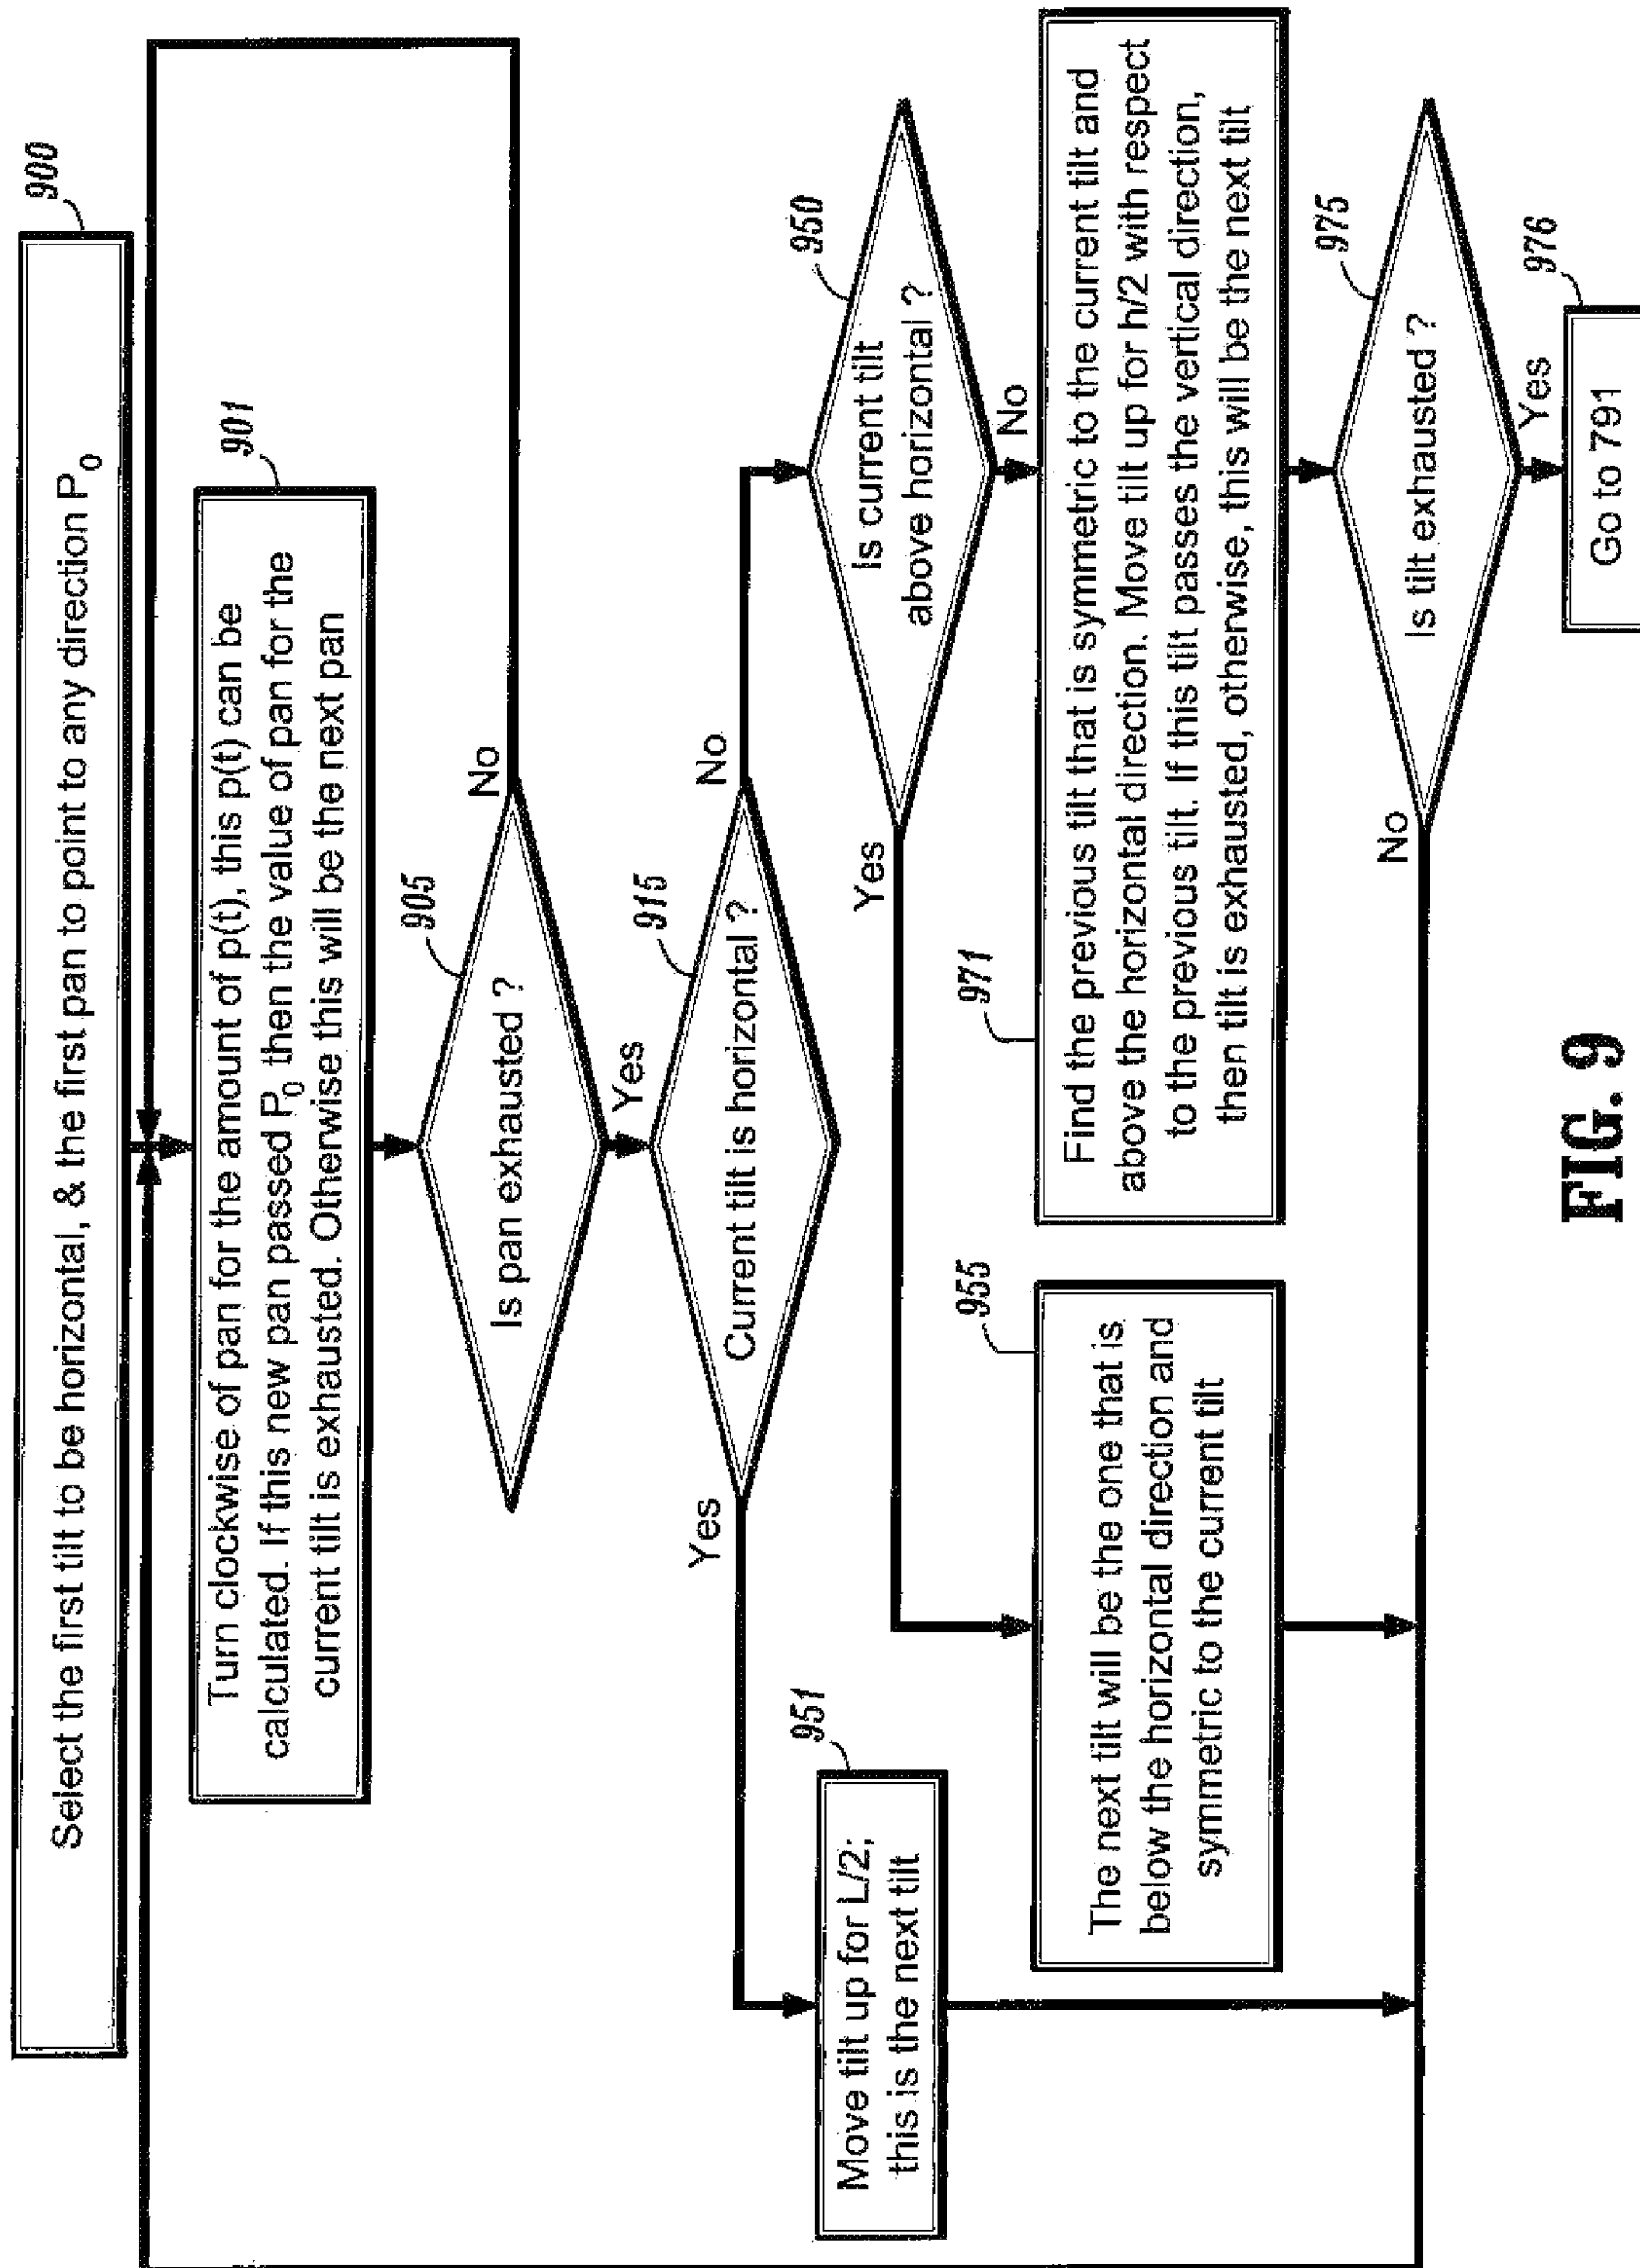 900
Select the first tilt to be horizontal, & the first pan to point to any direction P0
901
Turn clockwise of pan for the amount of p(t), this p(t) can be
calculated. If this new pan passed P0 then the value of pan for the
current tilt is exhausted. Otherwise this will be the next pan
905
Is pan exhausted ?
No
Yes
915
Current tilt is horizontal ?
Yes
No
951
Move tilt up for L/2;
this is the next tilt
950
Is current tilt
above horizontal ?
Yes
No
955
The next tilt will be the one that is
below the horizontal direction and
symmetric to the current tilt
971
Find the previous tilt that is symmetric to the current tilt and
above the horizontal direction. Move tilt up for h/2 with respect
to the previous tilt. If this tilt passes the vertical direction,
then tilt is exhausted, otherwise, this will be the next tilt
975
Is tilt exhausted ?
No
Yes
976
Go to 791
FIG. 9